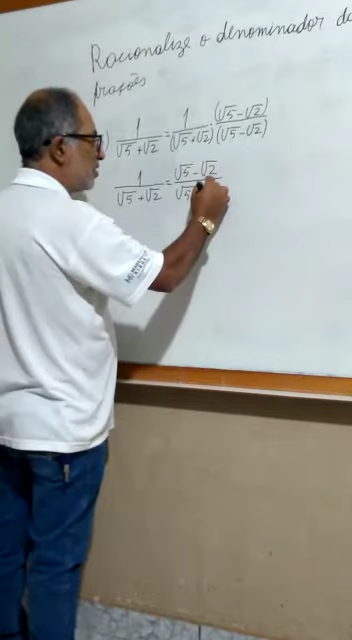 Racionalize o denominador da
frações
) 1/(√5+√2) = 1/(√5+√2) · (√5-√2)/(√5-√2)
1/(√5+√2) = (√5-√2)/(√5